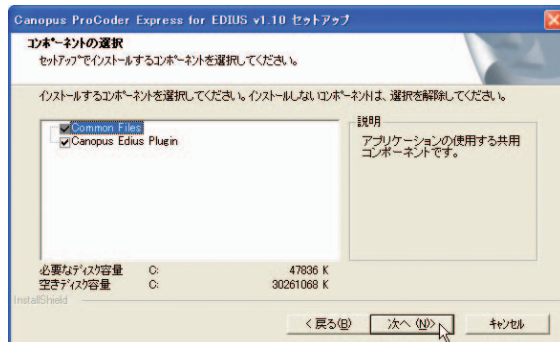 Canopus ProCoder Express for EDIUS v1.10 セットアップ
コンポーネントの選択
セットアップでインストールするコンポーネントを選択してください。
インストールするコンポーネントを選択してください。インストールしないコンポーネントは、選択を解除してください。
Common Files
Canopus Edius Plugin
説明
アプリケーションの使用する共用
コンポーネントです。
必要なディスク容量 C: 47836 K
空きディスク容量 C: 30261068 K
InstallShield
< 戻る(B) 次へ (N)> キャンセル